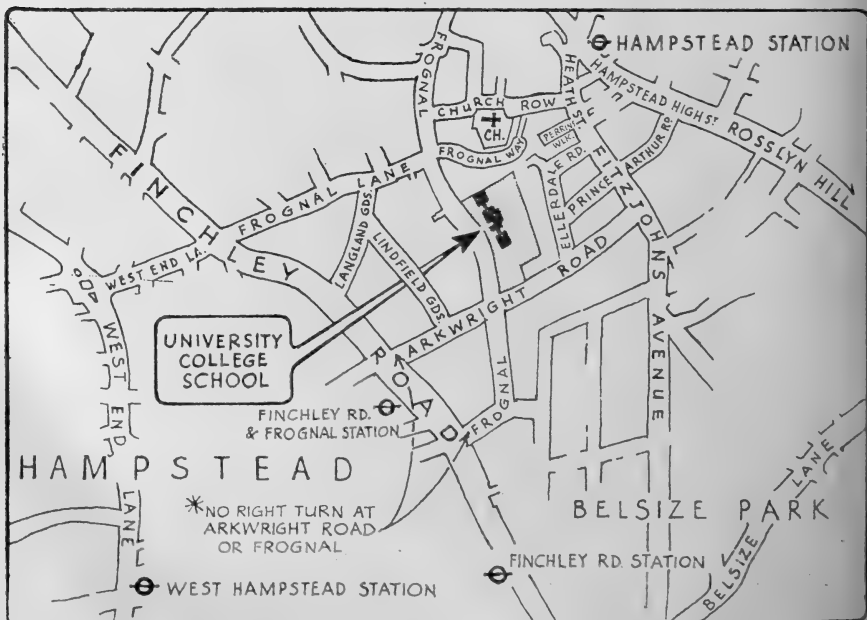 HAMPSTEAD STATION
FROGNAL
CHURCH ROW
HEATH ST.
HAMPSTEAD HIGH ST.
ROSSLYN HILL
CH.
PERRINS
WLK.
FROGNAL WAY
ELLERDALE RD.
PRINCE ARTHUR RD.
FITZJOHNS AVENUE
FINCHLEY ROAD
FROGNAL LANE
LANGLAND GDS.
LINDFIELD GDS.
WEST END LA.
WEST END LANE
ARKWRIGHT ROAD
UNIVERSITY
COLLEGE
SCHOOL
FROGNAL
FINCHLEY RD.
& FROGNAL STATION
HAMPSTEAD
*NO RIGHT TURN AT
ARKWRIGHT ROAD
OR FROGNAL
BELSIZE PARK
BELSIZE LANE
FINCHLEY RD. STATION
WEST HAMPSTEAD STATION